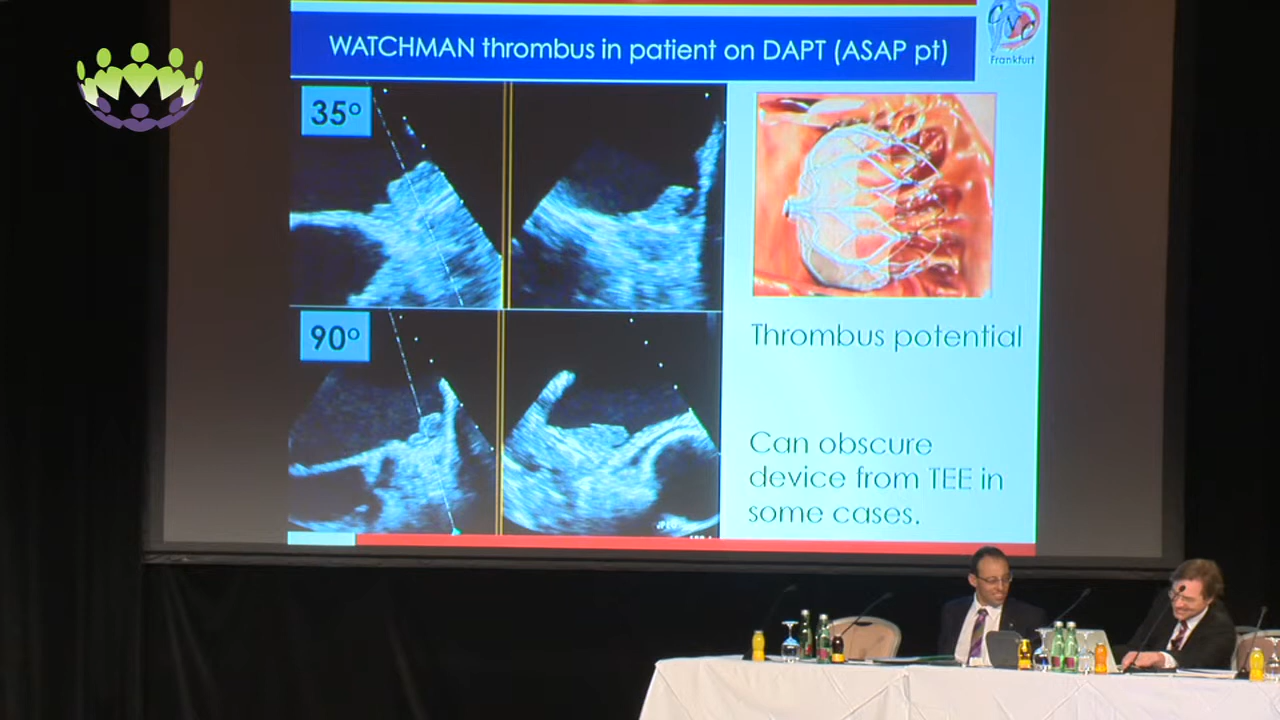 WATCHMAN thrombus in patient on DAPT (ASAP pt)
CVC
Frankfurt
35°
90°
Thrombus potential
Can obscure
device from TEE in
some cases.